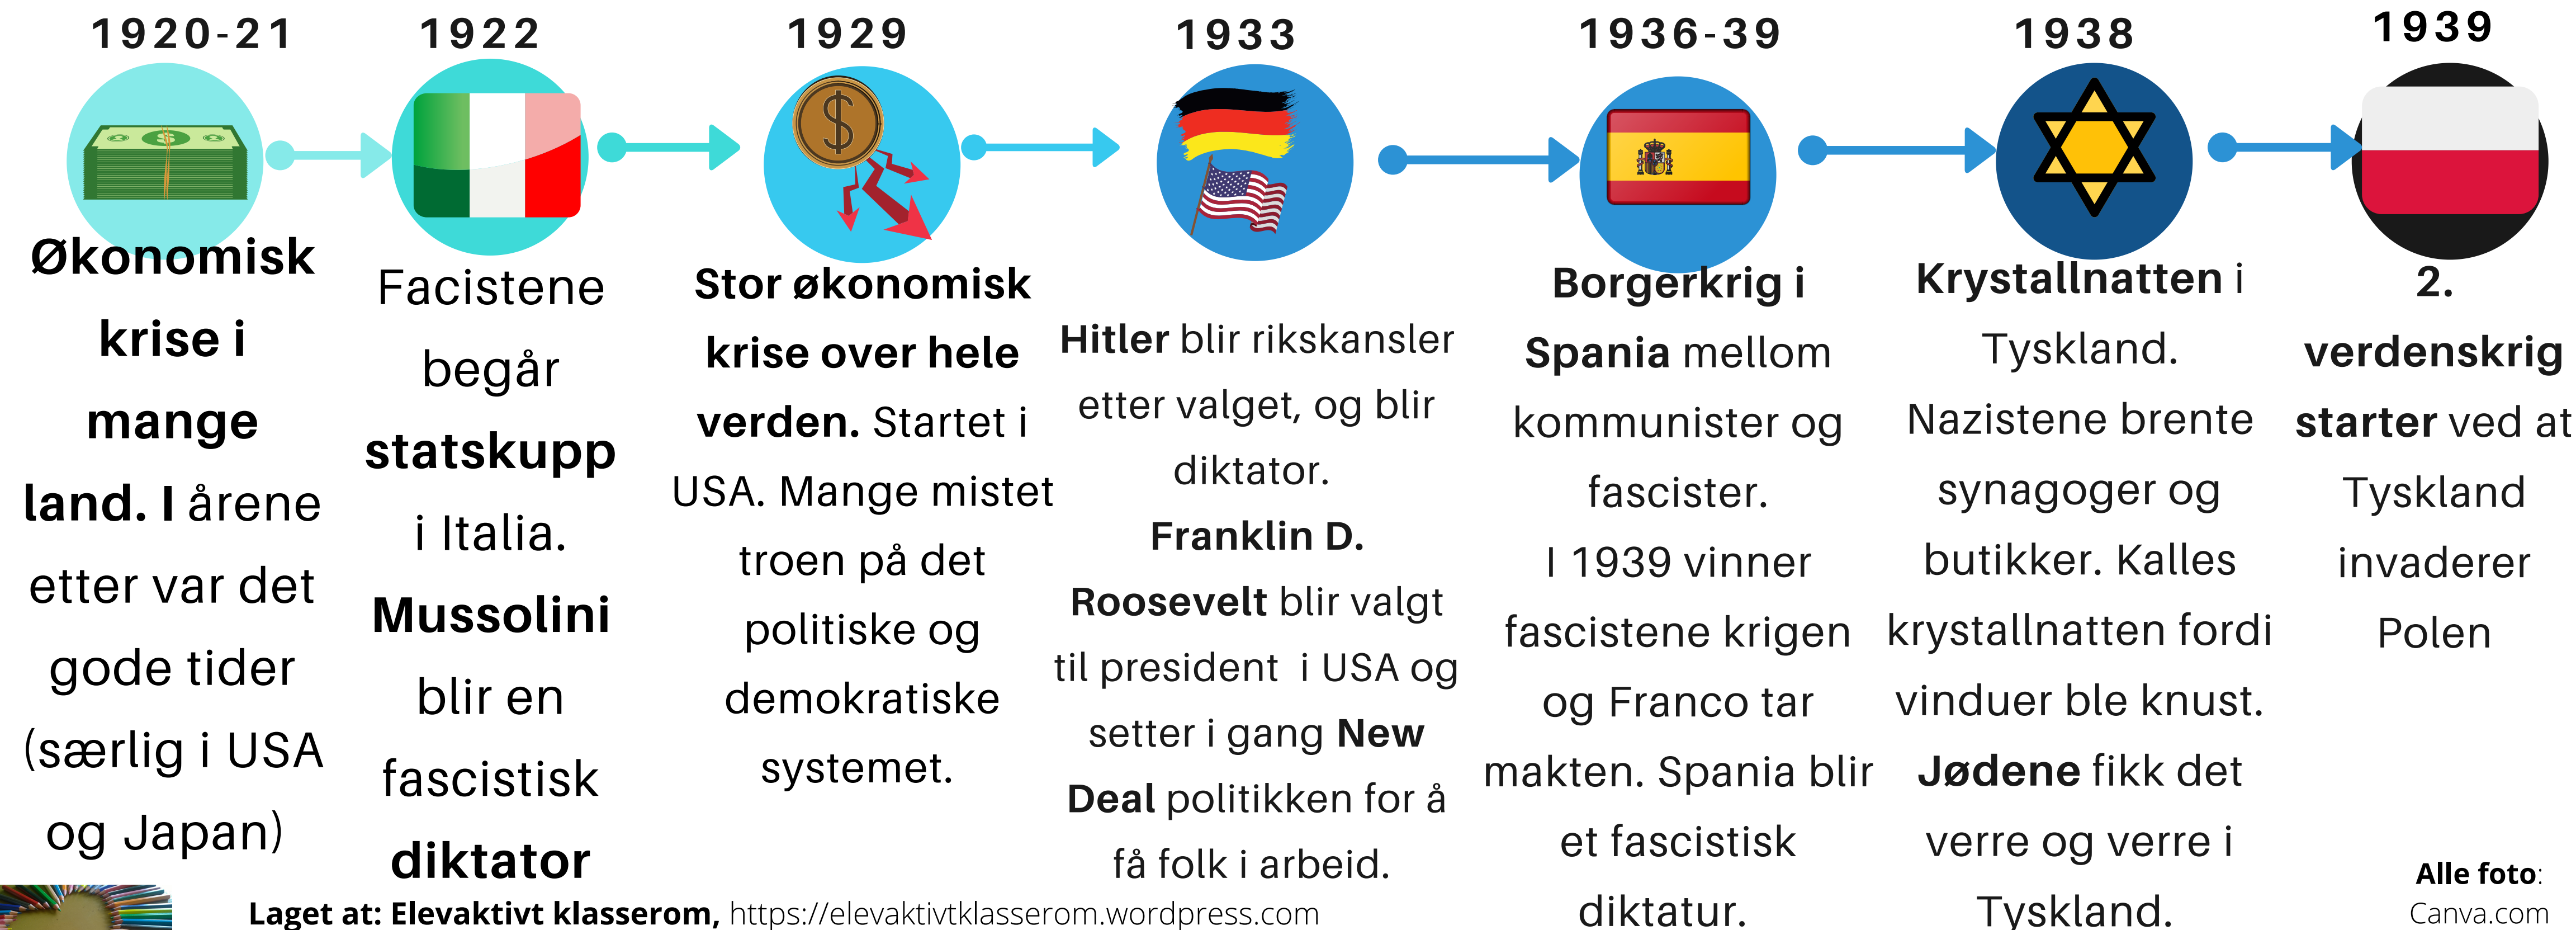 1920-21
Økonomisk
krise i
mange
land. I årene
etter var det
gode tider
(særlig i USA
og Japan)
1922
Facistene
begår
statskupp
i Italia.
Mussolini
blir en
fascistisk
diktator
1929
Stor økonomisk
krise over hele
verden. Startet i
USA. Mange mistet
troen på det
politiske og
demokratiske
systemet.
1933
Hitler blir rikskansler
etter valget, og blir
diktator.
Franklin D.
Roosevelt blir valgt
til president i USA og
setter i gang New
Deal politikken for å
få folk i arbeid.
1936-39
Borgerkrig i
Spania mellom
kommunister og
fascister.
I 1939 vinner
fascistene krigen
og Franco tar
makten. Spania blir
et fascistisk
diktatur.
1938
Krystallnatten i
Tyskland.
Nazistene brente
synagoger og
butikker. Kalles
krystallnatten fordi
vinduer ble knust.
Jødene fikk det
verre og verre i
Tyskland.
1939
2.
verdenskrig
starter ved at
Tyskland
invaderer
Polen
Laget at: Elevaktivt klasserom, https://elevaktivtklasserom.wordpress.com
Alle foto:
Canva.com